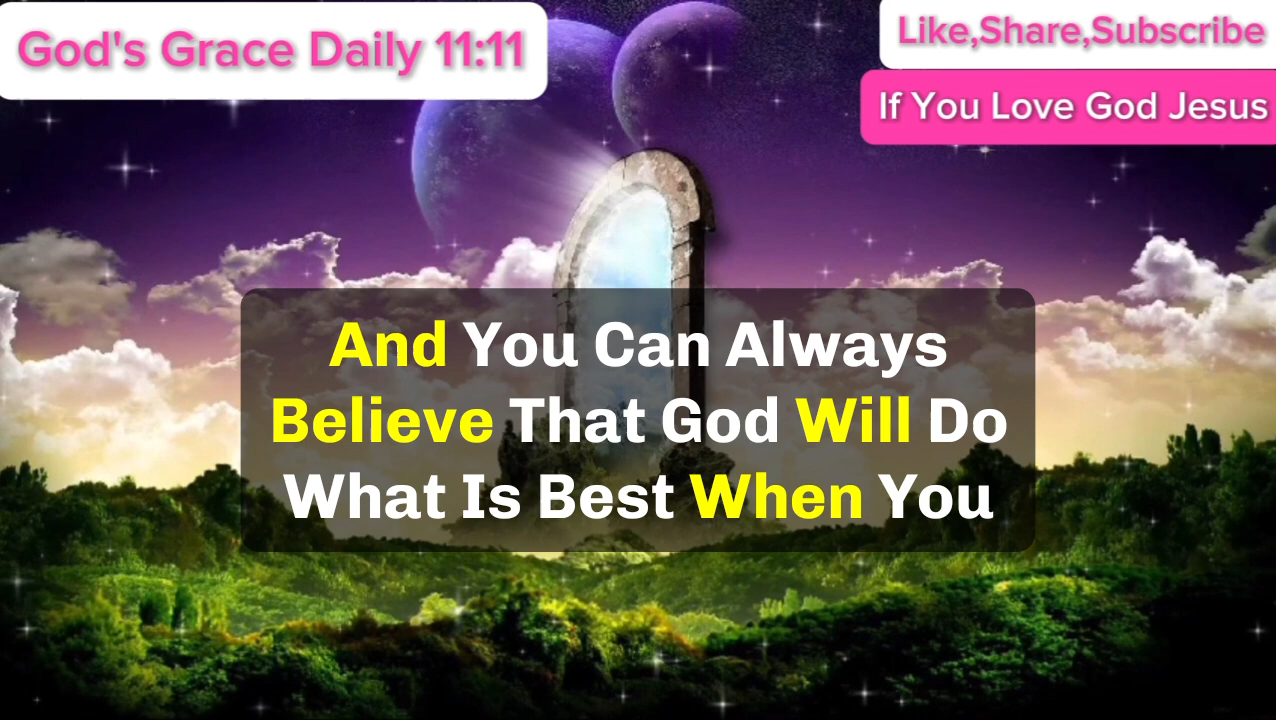 God's Grace Daily 11:11
Like,Share,Subscribe
If You Love God Jesus
And You Can Always
Believe That God Will Do
What Is Best When You